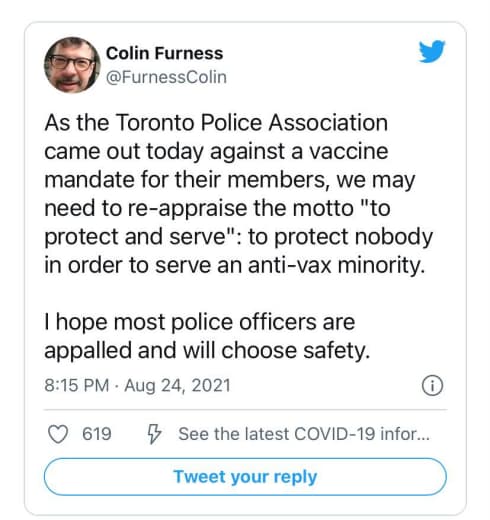 Colin Furness
@FurnessColin
As the Toronto Police Association
came out today against a vaccine
mandate for their members, we may
need to re-appraise the motto "to
protect and serve": to protect nobody
in order to serve an anti-vax minority.
I hope most police officers are
appalled and will choose safety.
8:15 PM · Aug 24, 2021
619 See the latest COVID-19 infor...
Tweet your reply